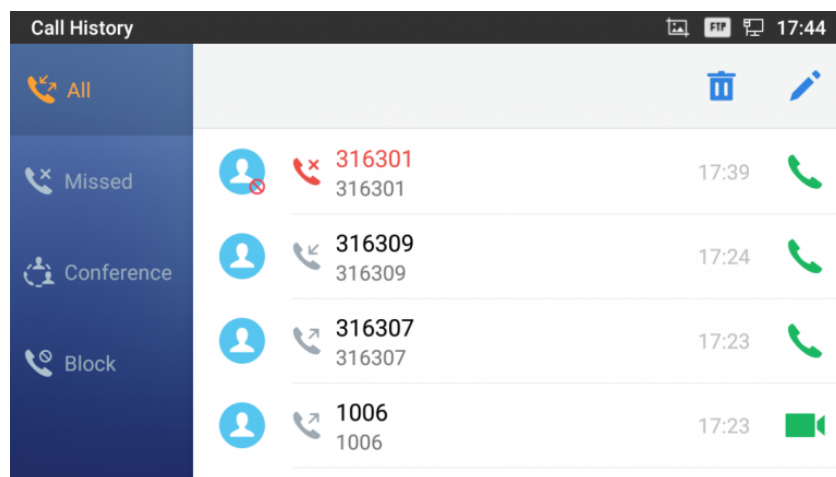 Call History
FTP
17:44
All
Missed
Conference
Block
316301
316301
17:39
316309
316309
17:24
316307
316307
17:23
1006
1006
17:23